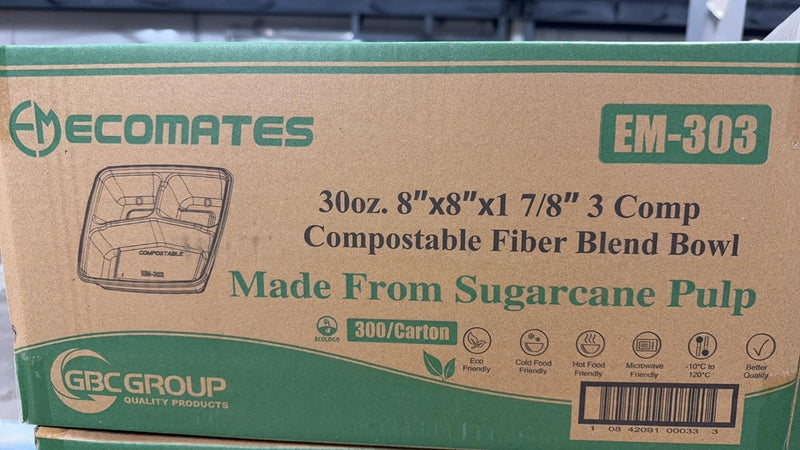 EM ECOMATES
EM-303
30oz. 8"x8"x1 7/8" 3 Comp
Compostable Fiber Blend Bowl
COMPOSTABLE
EM-303
Made From Sugarcane Pulp
UL
ECOLOGO
300/Carton
Eco
Friendly
Cold Food
Friendly
Hot Food
Friendly
Microwave
Friendly
-10°C to
120°C
Better
Quality
GBC GROUP
QUALITY PRODUCTS
1 08 42091 00033 3